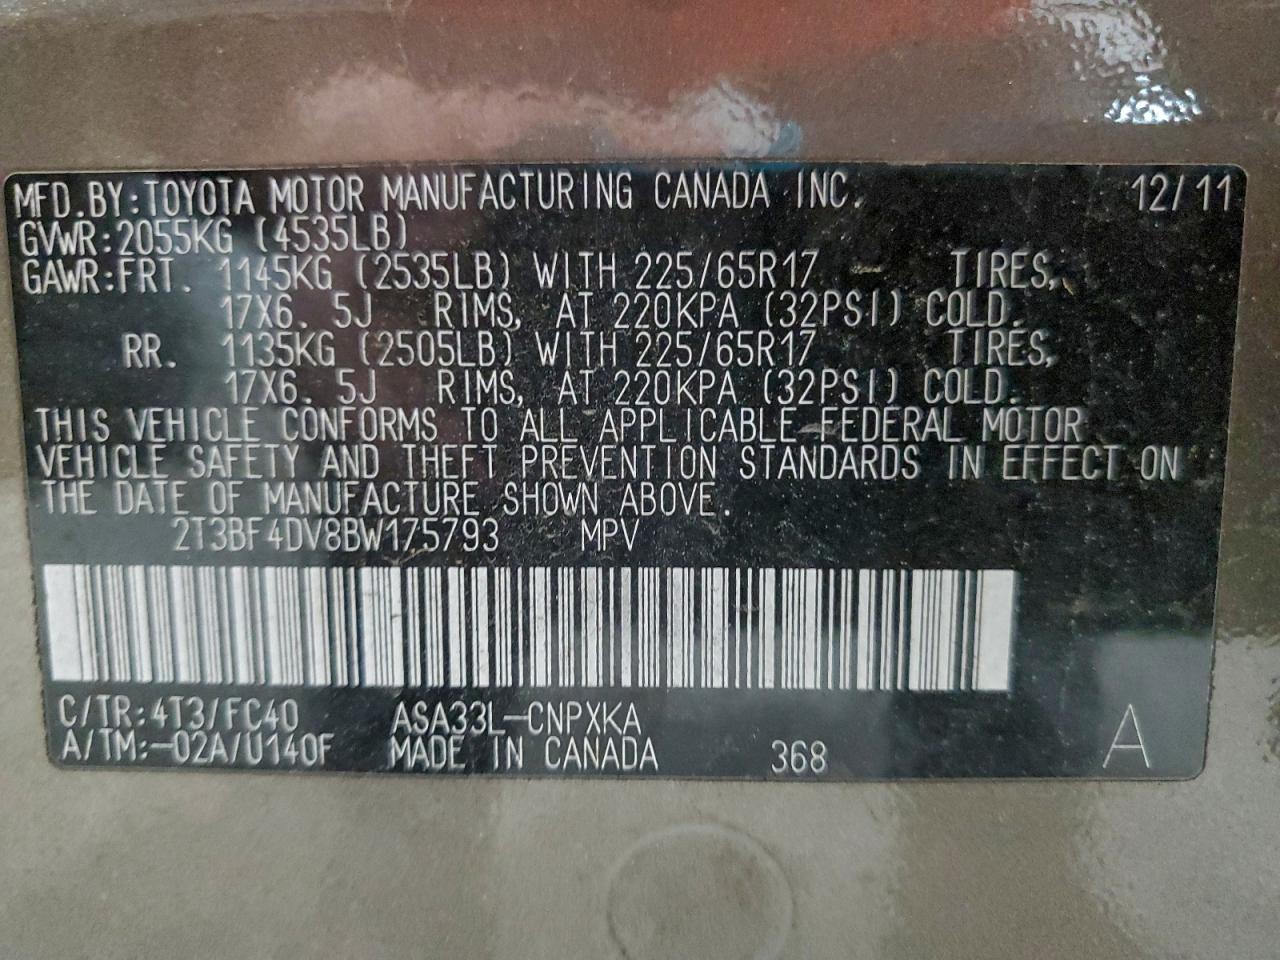 MFD.BY:TOYOTA MOTOR MANUFACTURING CANADA INC. 12/11
GVWR:2055KG (4535LB)
GAWR:FRT. 1145KG (2535LB) WITH 225/65R17 TIRES,
17X6.5J RIMS, AT 220KPA (32PSI) COLD.
RR. 1135KG (2505LB) WITH 225/65R17 TIRES,
17X6.5J RIMS, AT 220KPA (32PSI) COLD.
THIS VEHICLE CONFORMS TO ALL APPLICABLE FEDERAL MOTOR
VEHICLE SAFETY AND THEFT PREVENTION STANDARDS IN EFFECT ON
THE DATE OF MANUFACTURE SHOWN ABOVE.
2T3BF4DV8BW175793 MPV
C/TR:4T3/FC40 ASA33L-CNPXKA
A/TM:-02A/U140F MADE IN CANADA 368 A